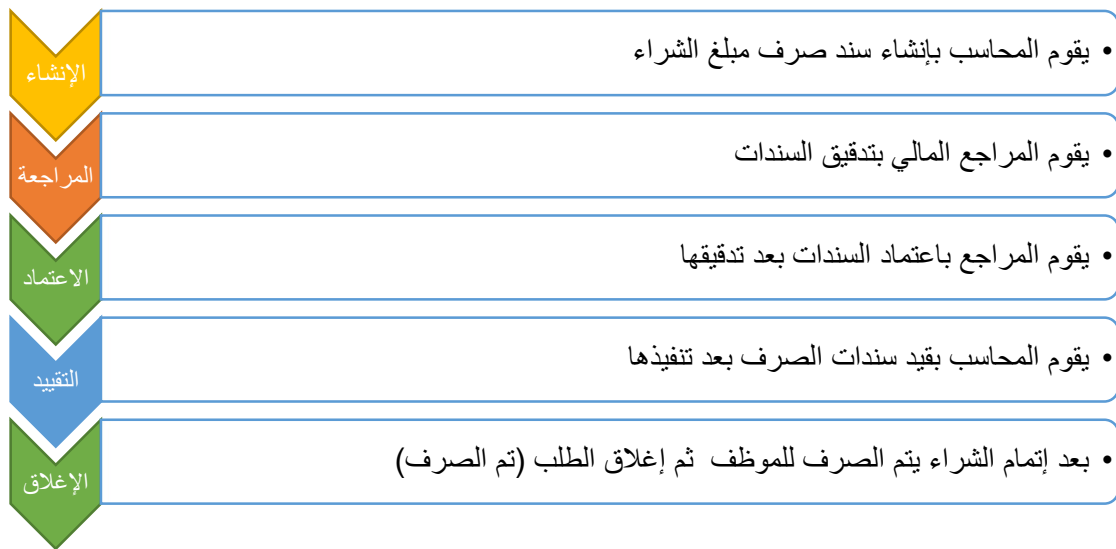 الإنشاء
• يقوم المحاسب بإنشاء سند صرف مبلغ الشراء
المراجعة
• يقوم المراجع المالي بتدقيق السندات
الاعتماد
• يقوم المراجع باعتماد السندات بعد تدقيقها
التقييد
• يقوم المحاسب بقيد سندات الصرف بعد تنفيذها
الإغلاق
• بعد إتمام الشراء يتم الصرف للموظف ثم إغلاق الطلب (تم الصرف)